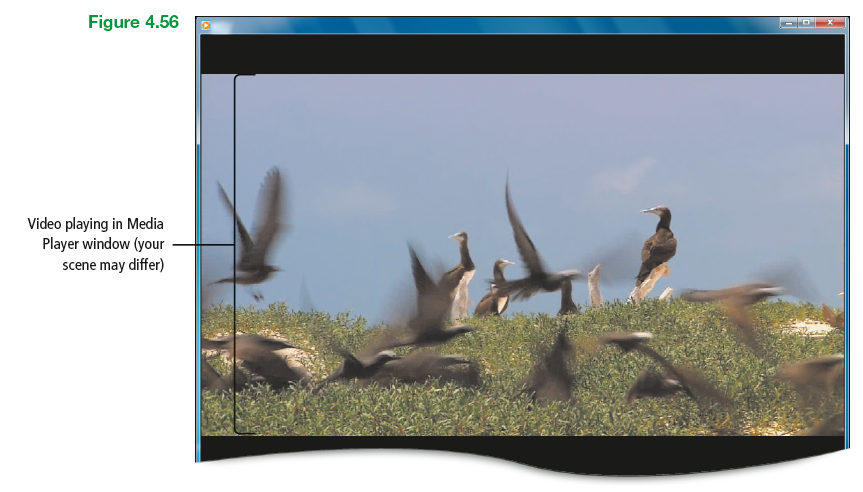 Figure 4.56
Video playing in Media
Player window (your
scene may differ)